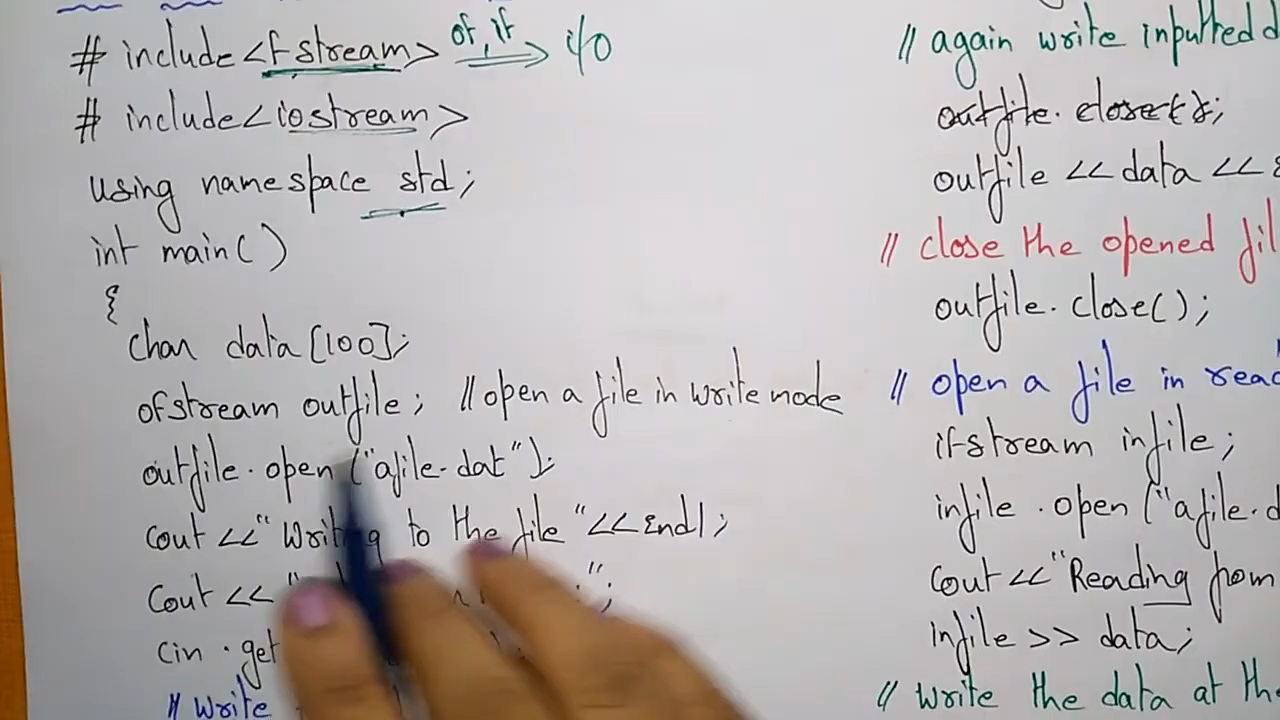 # include<fstream> of, if => i/o
# include<iostream>
using namespace std;
int main()
{
char data[100];
ofstream outfile; // open a file in write mode
outfile.open("afile.dat");
cout <<"Writing to the file "<<endl;
cout << "
cin.get
// write
// again write inputted
outfile.close();
outfile << data <<
// close the opened
outfile.close();
// open a file in
ifstream infile;
infile.open("afile.
cout <<"Reading from
infile >> data;
// write the data at